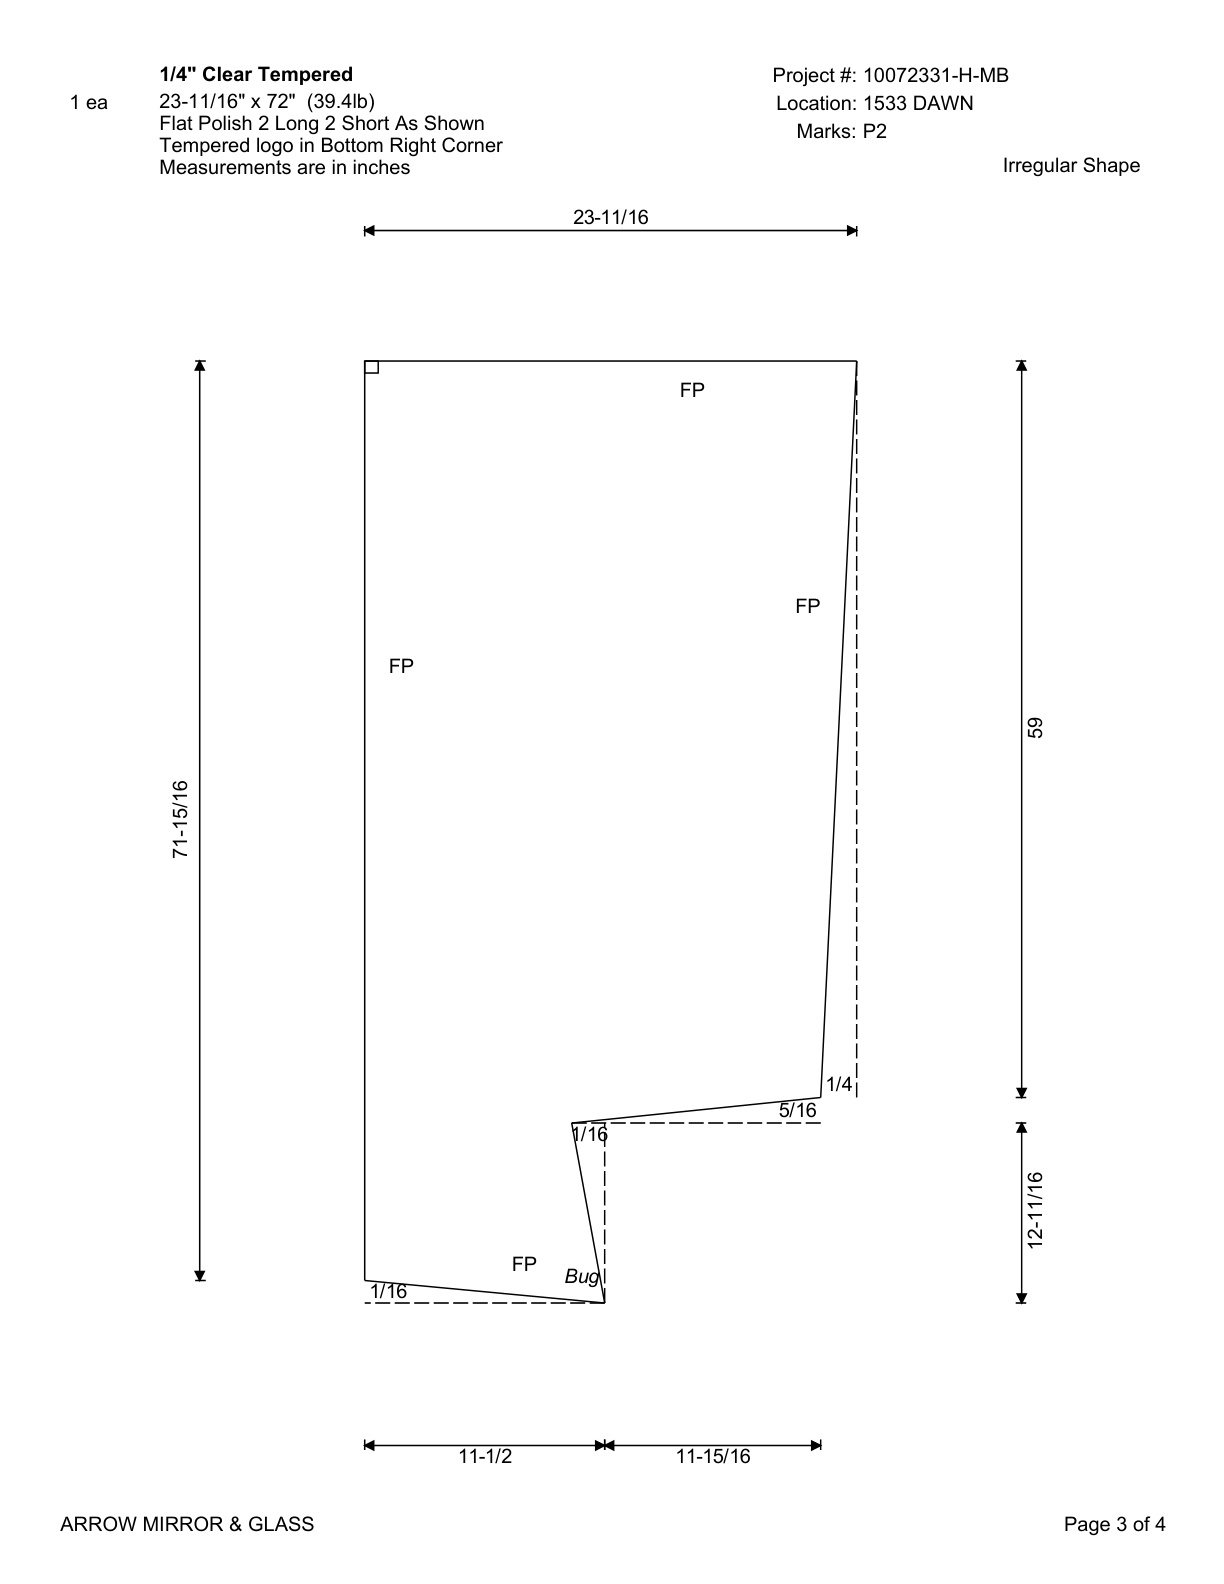 1/4" Clear Tempered
1 ea
23-11/16" x 72"  (39.4lb)
Flat Polish 2 Long 2 Short As Shown
Tempered logo in Bottom Right Corner
Measurements are in inches
Project #: 10072331-H-MB
Location: 1533 DAWN
Marks: P2
Irregular Shape
23-11/16
FP
FP
FP
59
71-15/16
1/4
5/16
1/16
12-11/16
FP
Bug
1/16
11-1/2
11-15/16
ARROW MIRROR & GLASS
Page 3 of 4